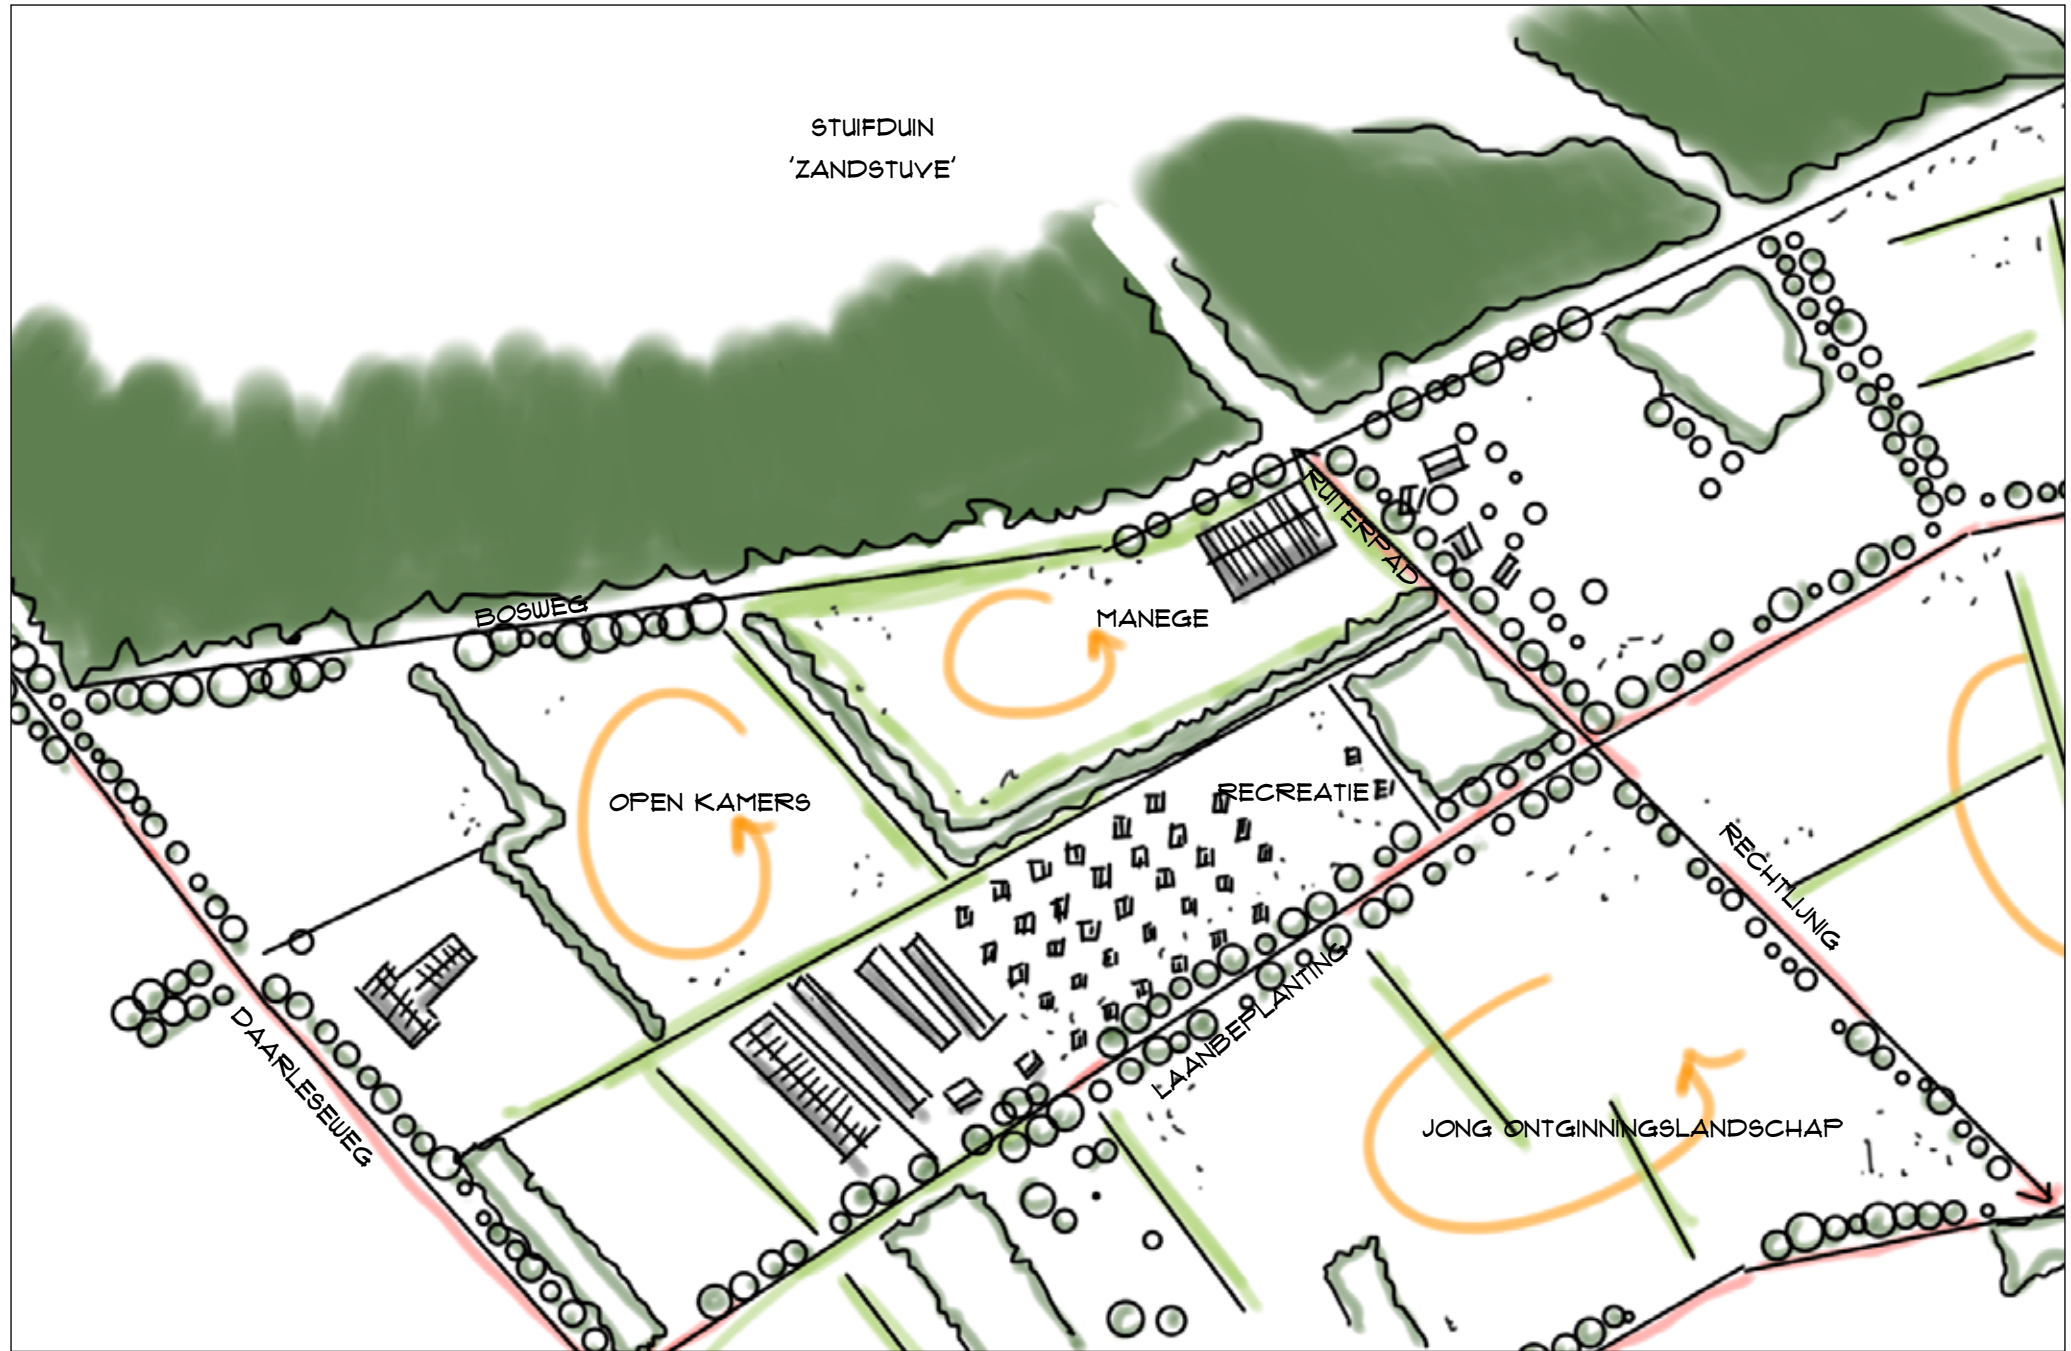 STUIFDUIN
'ZANDSTUVE'
BOSWEG
RUITERPAD
MANEGE
OPEN KAMERS
RECREATIE
RECHTLIJNIG
LAANBEPLANTING
DAARLESEWEG
JONG ONTGINNINGSLANDSCHAP